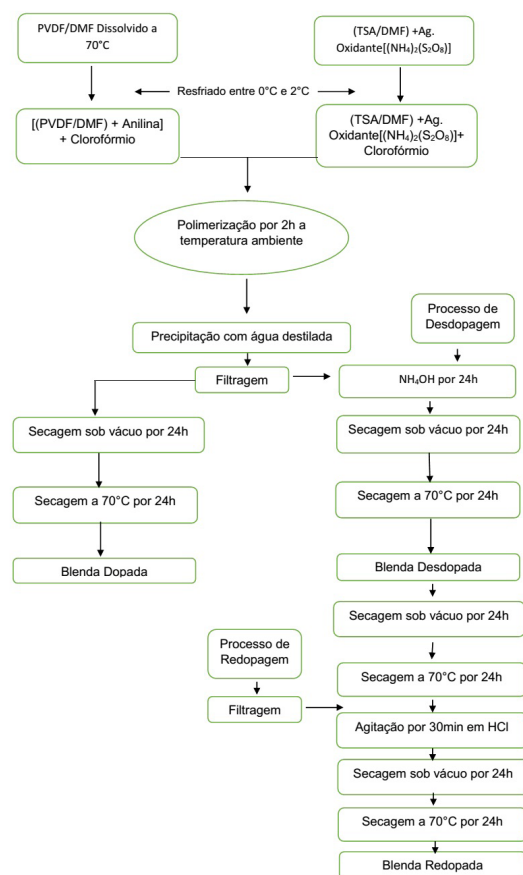 PVDF/DMF Dissolvido a
70°C
(TSA/DMF) +Ag.
Oxidante[(NH₄)₂(S₂O₈)]
Resfriado entre 0°C e 2°C
[(PVDF/DMF) + Anilina]
+ Clorofórmio
(TSA/DMF) +Ag.
Oxidante[(NH₄)₂(S₂O₈)]+
Clorofórmio
Polimerização por 2h a
temperatura ambiente
Processo de
Desdopagem
Precipitação com água destilada
Filtragem
NH₄OH por 24h
Secagem sob vácuo por 24h
Secagem sob vácuo por 24h
Secagem a 70°C por 24h
Secagem a 70°C por 24h
Blenda Dopada
Blenda Desdopada
Secagem sob vácuo por 24h
Processo de
Redopagem
Secagem a 70°C por 24h
Filtragem
Agitação por 30min em HCl
Secagem sob vácuo por 24h
Secagem a 70°C por 24h
Blenda Redopada